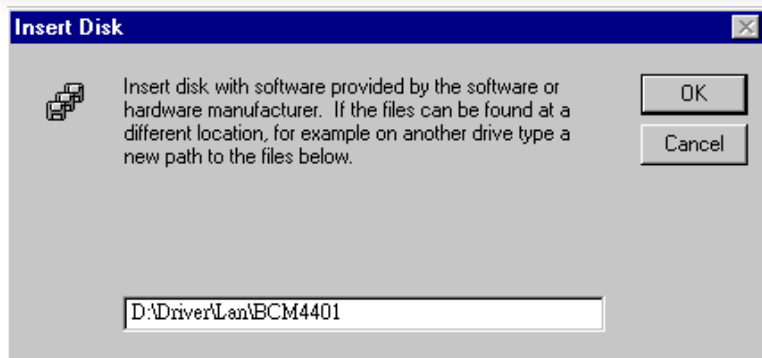 Insert Disk
Insert disk with software provided by the software or
hardware manufacturer. If the files can be found at a
different location, for example on another drive type a
new path to the files below.
OK
Cancel
D:\Driver\Lan\BCM4401